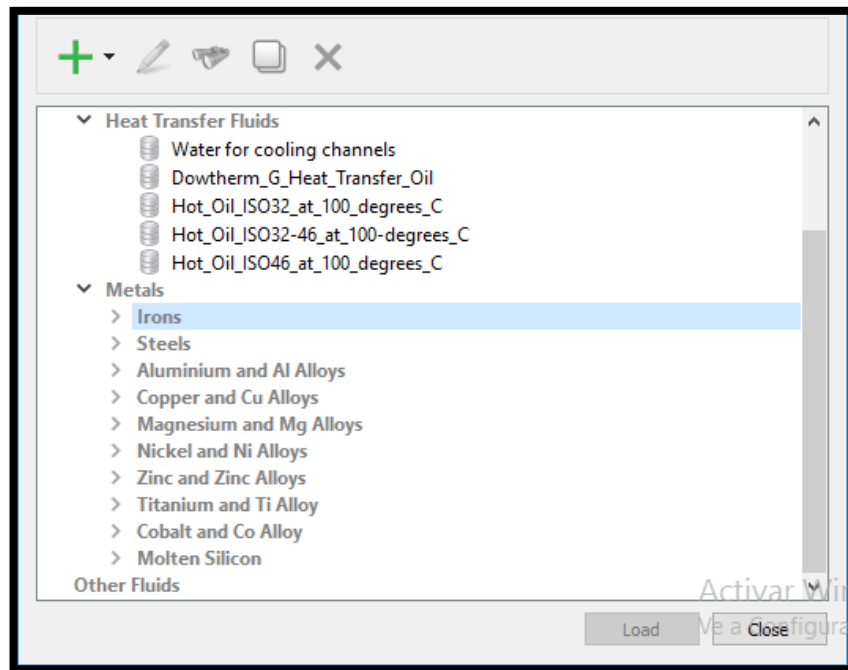 Heat Transfer Fluids
Water for cooling channels
Dowtherm_G_Heat_Transfer_Oil
Hot_Oil_ISO32_at_100_degrees_C
Hot_Oil_ISO32-46_at_100-degrees_C
Hot_Oil_ISO46_at_100_degrees_C
Metals
Irons
Steels
Aluminium and Al Alloys
Copper and Cu Alloys
Magnesium and Mg Alloys
Nickel and Ni Alloys
Zinc and Zinc Alloys
Titanium and Ti Alloy
Cobalt and Co Alloy
Molten Silicon
Other Fluids
Activar Win
Load Ve a Close